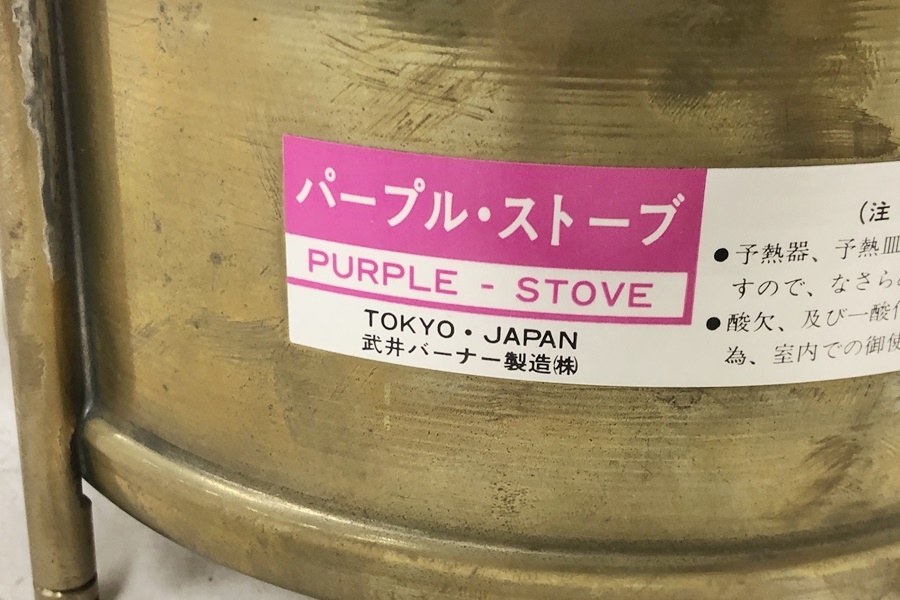 パープル・ストーブ
PURPLE - STOVE
TOKYO・JAPAN
武井バーナー製造㈱
(注
●予熱器、予熱皿
すので、なさら
●酸欠、及び一酸
為、室内での御使